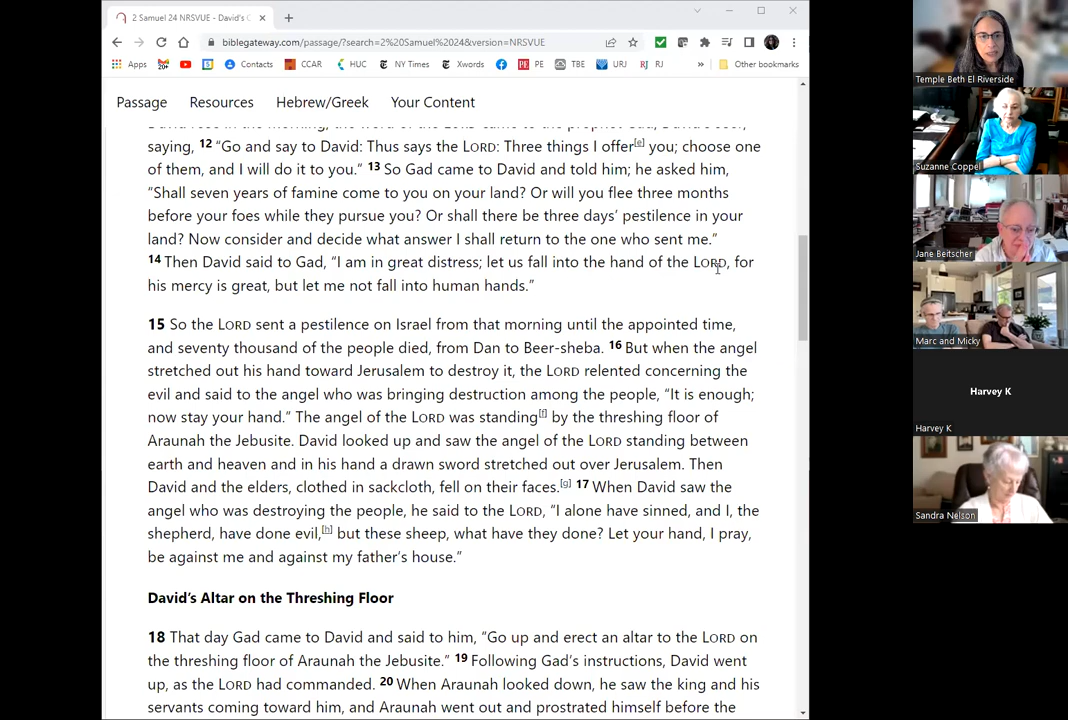 2 Samuel 24 NRSVUE - David's C
biblegateway.com/passage/?search=2%20Samuel%2024&version=NRSVUE
Apps
20+
Contacts
CCAR
HUC
NY Times
Xwords
PE
TBE
URJ
RJ
»
Other bookmarks
Passage Resources Hebrew/Greek Your Content
David rose in the morning, the word of the LORD came to the prophet Gad, David's seer,
saying, 12 “Go and say to David: Thus says the LORD: Three things I offer[e] you; choose one
of them, and I will do it to you.” 13 So Gad came to David and told him; he asked him,
“Shall seven years of famine come to you on your land? Or will you flee three months
before your foes while they pursue you? Or shall there be three days’ pestilence in your
land? Now consider and decide what answer I shall return to the one who sent me.”
14 Then David said to Gad, “I am in great distress; let us fall into the hand of the LORD, for
his mercy is great, but let me not fall into human hands.”
15 So the LORD sent a pestilence on Israel from that morning until the appointed time,
and seventy thousand of the people died, from Dan to Beer-sheba. 16 But when the angel
stretched out his hand toward Jerusalem to destroy it, the LORD relented concerning the
evil and said to the angel who was bringing destruction among the people, “It is enough;
now stay your hand.” The angel of the LORD was standing[f] by the threshing floor of
Araunah the Jebusite. David looked up and saw the angel of the LORD standing between
earth and heaven and in his hand a drawn sword stretched out over Jerusalem. Then
David and the elders, clothed in sackcloth, fell on their faces.[g] 17 When David saw the
angel who was destroying the people, he said to the LORD, “I alone have sinned, and I, the
shepherd, have done evil,[h] but these sheep, what have they done? Let your hand, I pray,
be against me and against my father’s house.”
David’s Altar on the Threshing Floor
18 That day Gad came to David and said to him, “Go up and erect an altar to the LORD on
the threshing floor of Araunah the Jebusite.” 19 Following Gad’s instructions, David went
up, as the LORD had commanded. 20 When Araunah looked down, he saw the king and his
servants coming toward him, and Araunah went out and prostrated himself before the
Temple Beth El Riverside
Suzanne Coppel
Jane Beitscher
Marc and Micky
Harvey K
Harvey K
Sandra Nelson